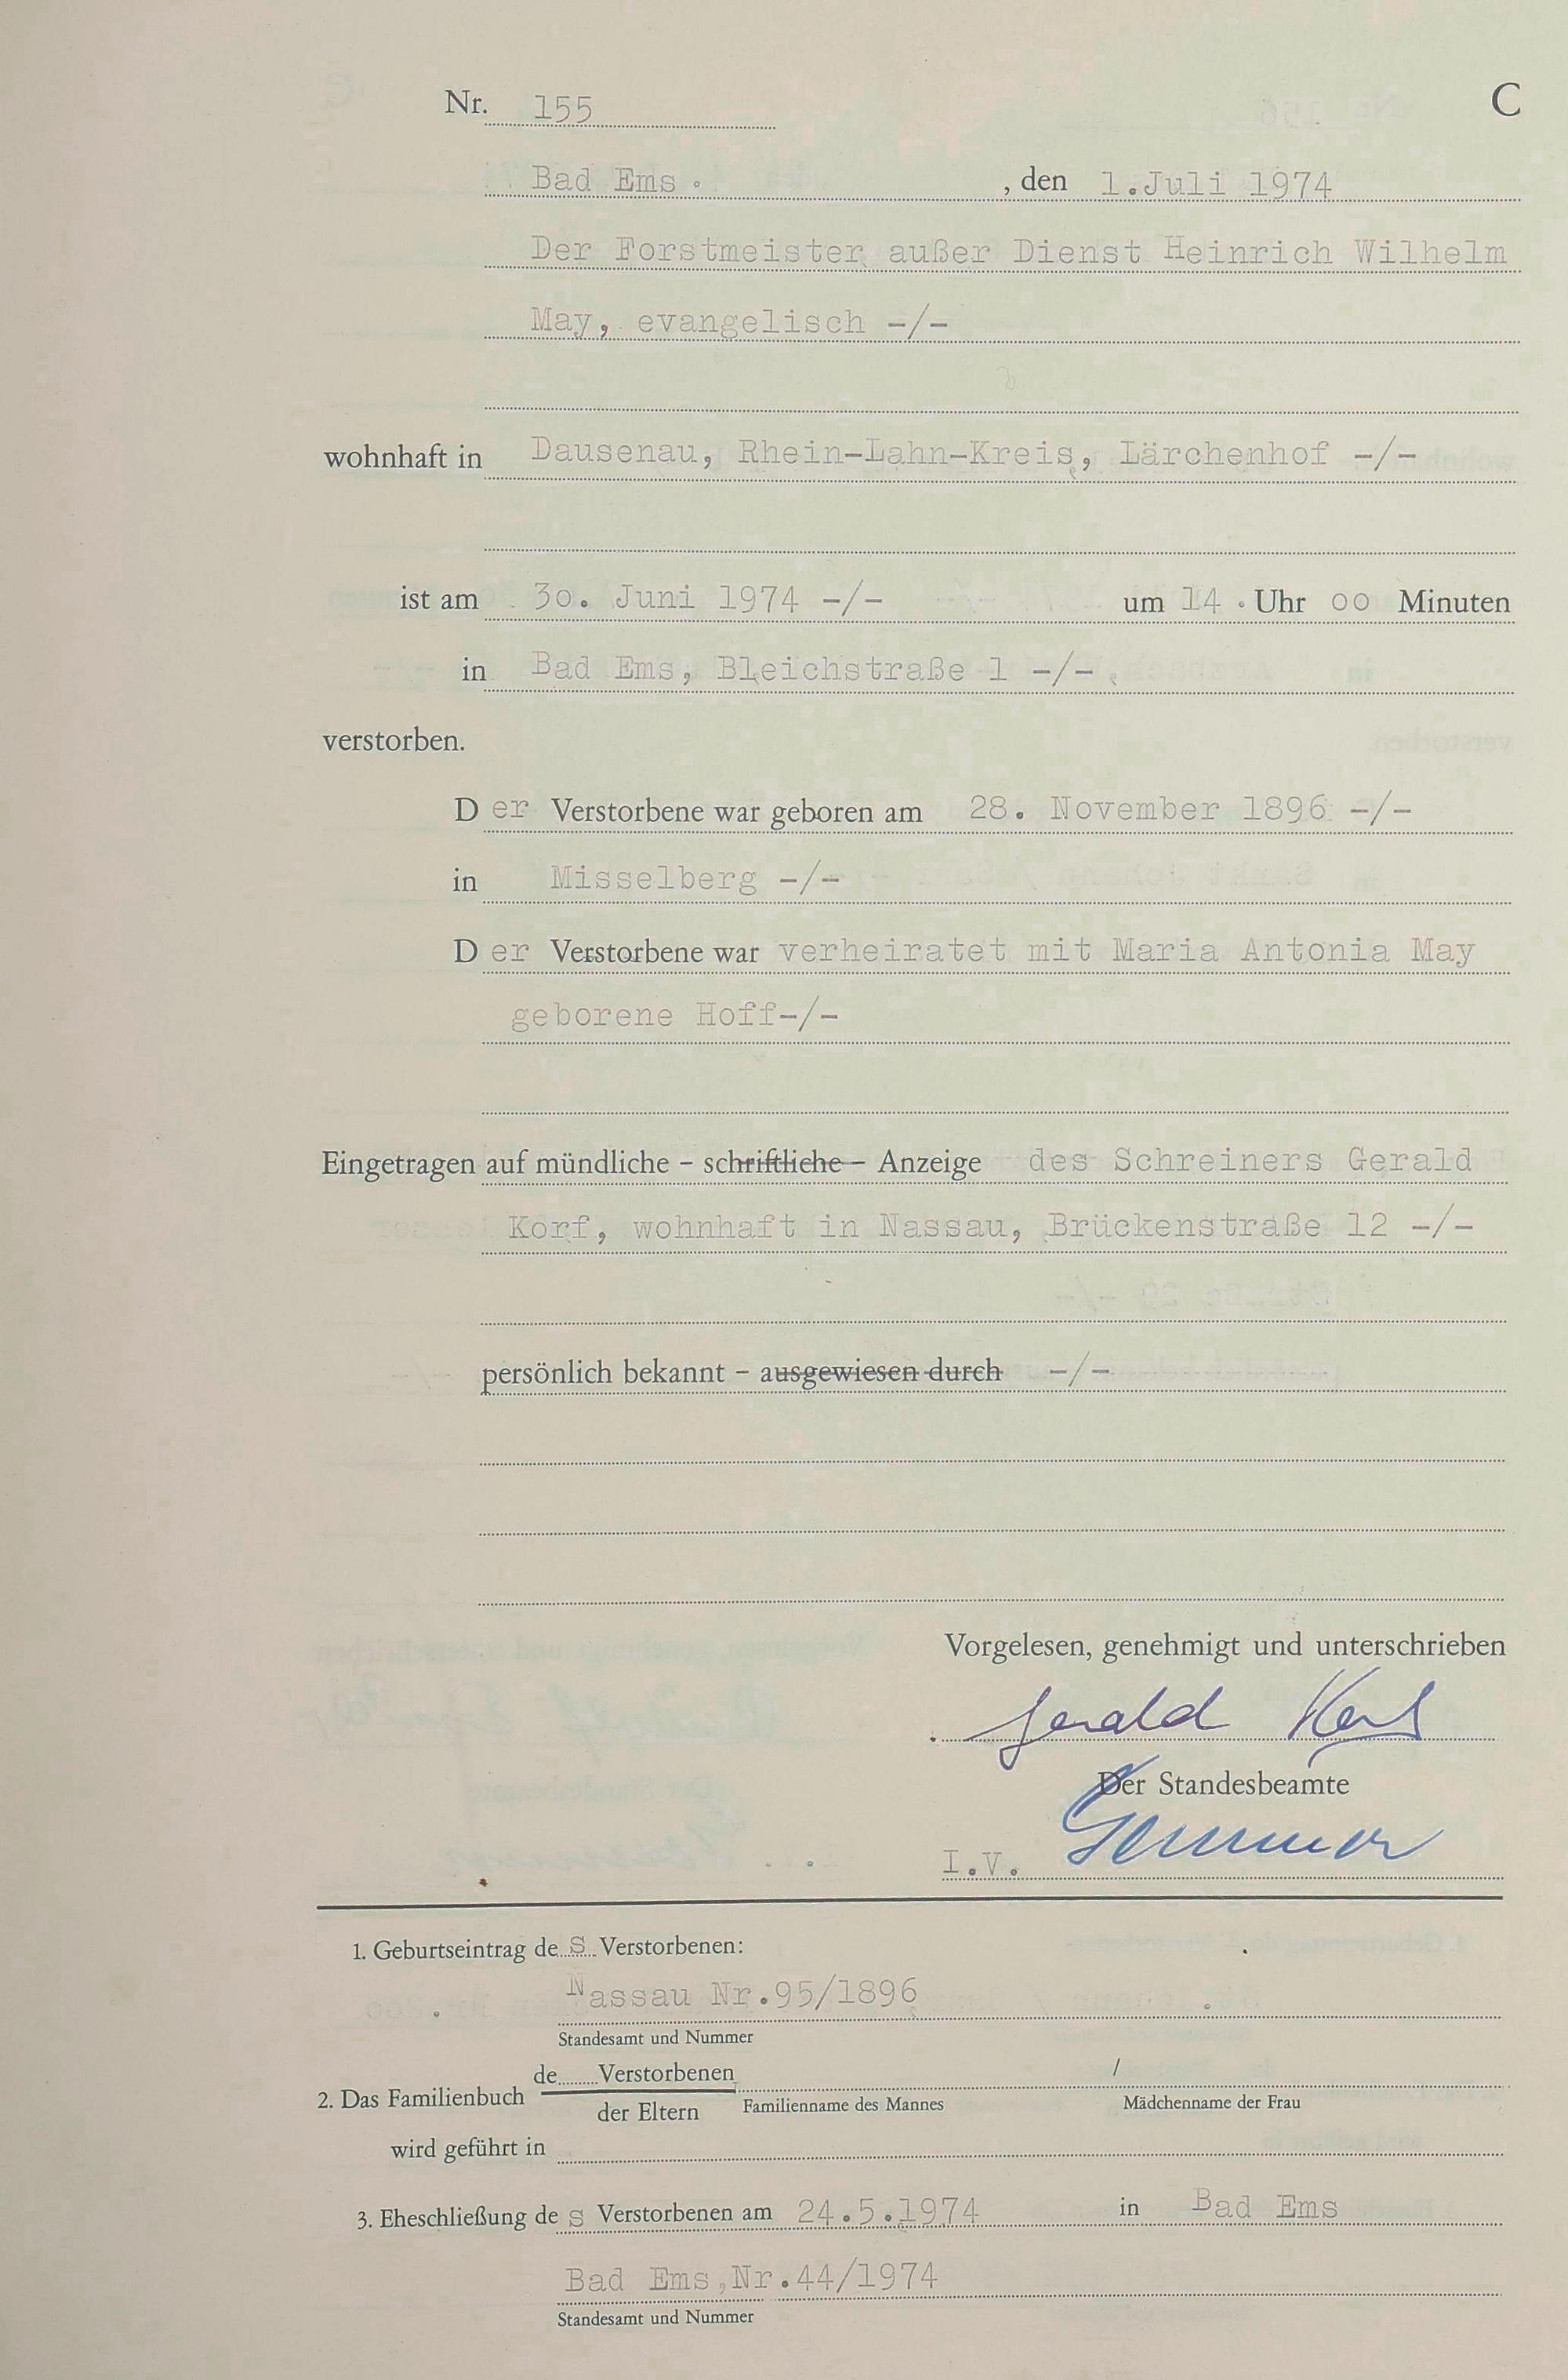 Nr. 155 C
Bad Ems , den 1.Juli 1974
Der Forstmeister außer Dienst Heinrich Wilhelm
May, evangelisch -/-
wohnhaft in Dausenau, Rhein-Lahn-Kreis, Lärchenhof -/-
ist am 30. Juni 1974 -/- um 14 Uhr 00 Minuten
in Bad Ems, Bleichstraße 1 -/-
verstorben.
Der Verstorbene war geboren am 28. November 1896 -/-
in Misselberg -/-
Der Verstorbene war verheiratet mit Maria Antonia May
geborene Hoff-/-
Eingetragen auf mündliche - schriftliche - Anzeige des Schreiners Gerald
Korf, wohnhaft in Nassau, Brückenstraße 12 -/-
persönlich bekannt - ausgewiesen durch -/-
Vorgelesen, genehmigt und unterschrieben
Gerald Korf
Der Standesbeamte
I.V.
1. Geburtseintrag des Verstorbenen:
Nassau Nr.95/1896
Standesamt und Nummer
de Verstorbenen /
2. Das Familienbuch der Eltern Familienname des Mannes Mädchenname der Frau
wird geführt in
3. Eheschließung des Verstorbenen am 24.5.1974 in Bad Ems
Bad Ems,Nr.44/1974
Standesamt und Nummer